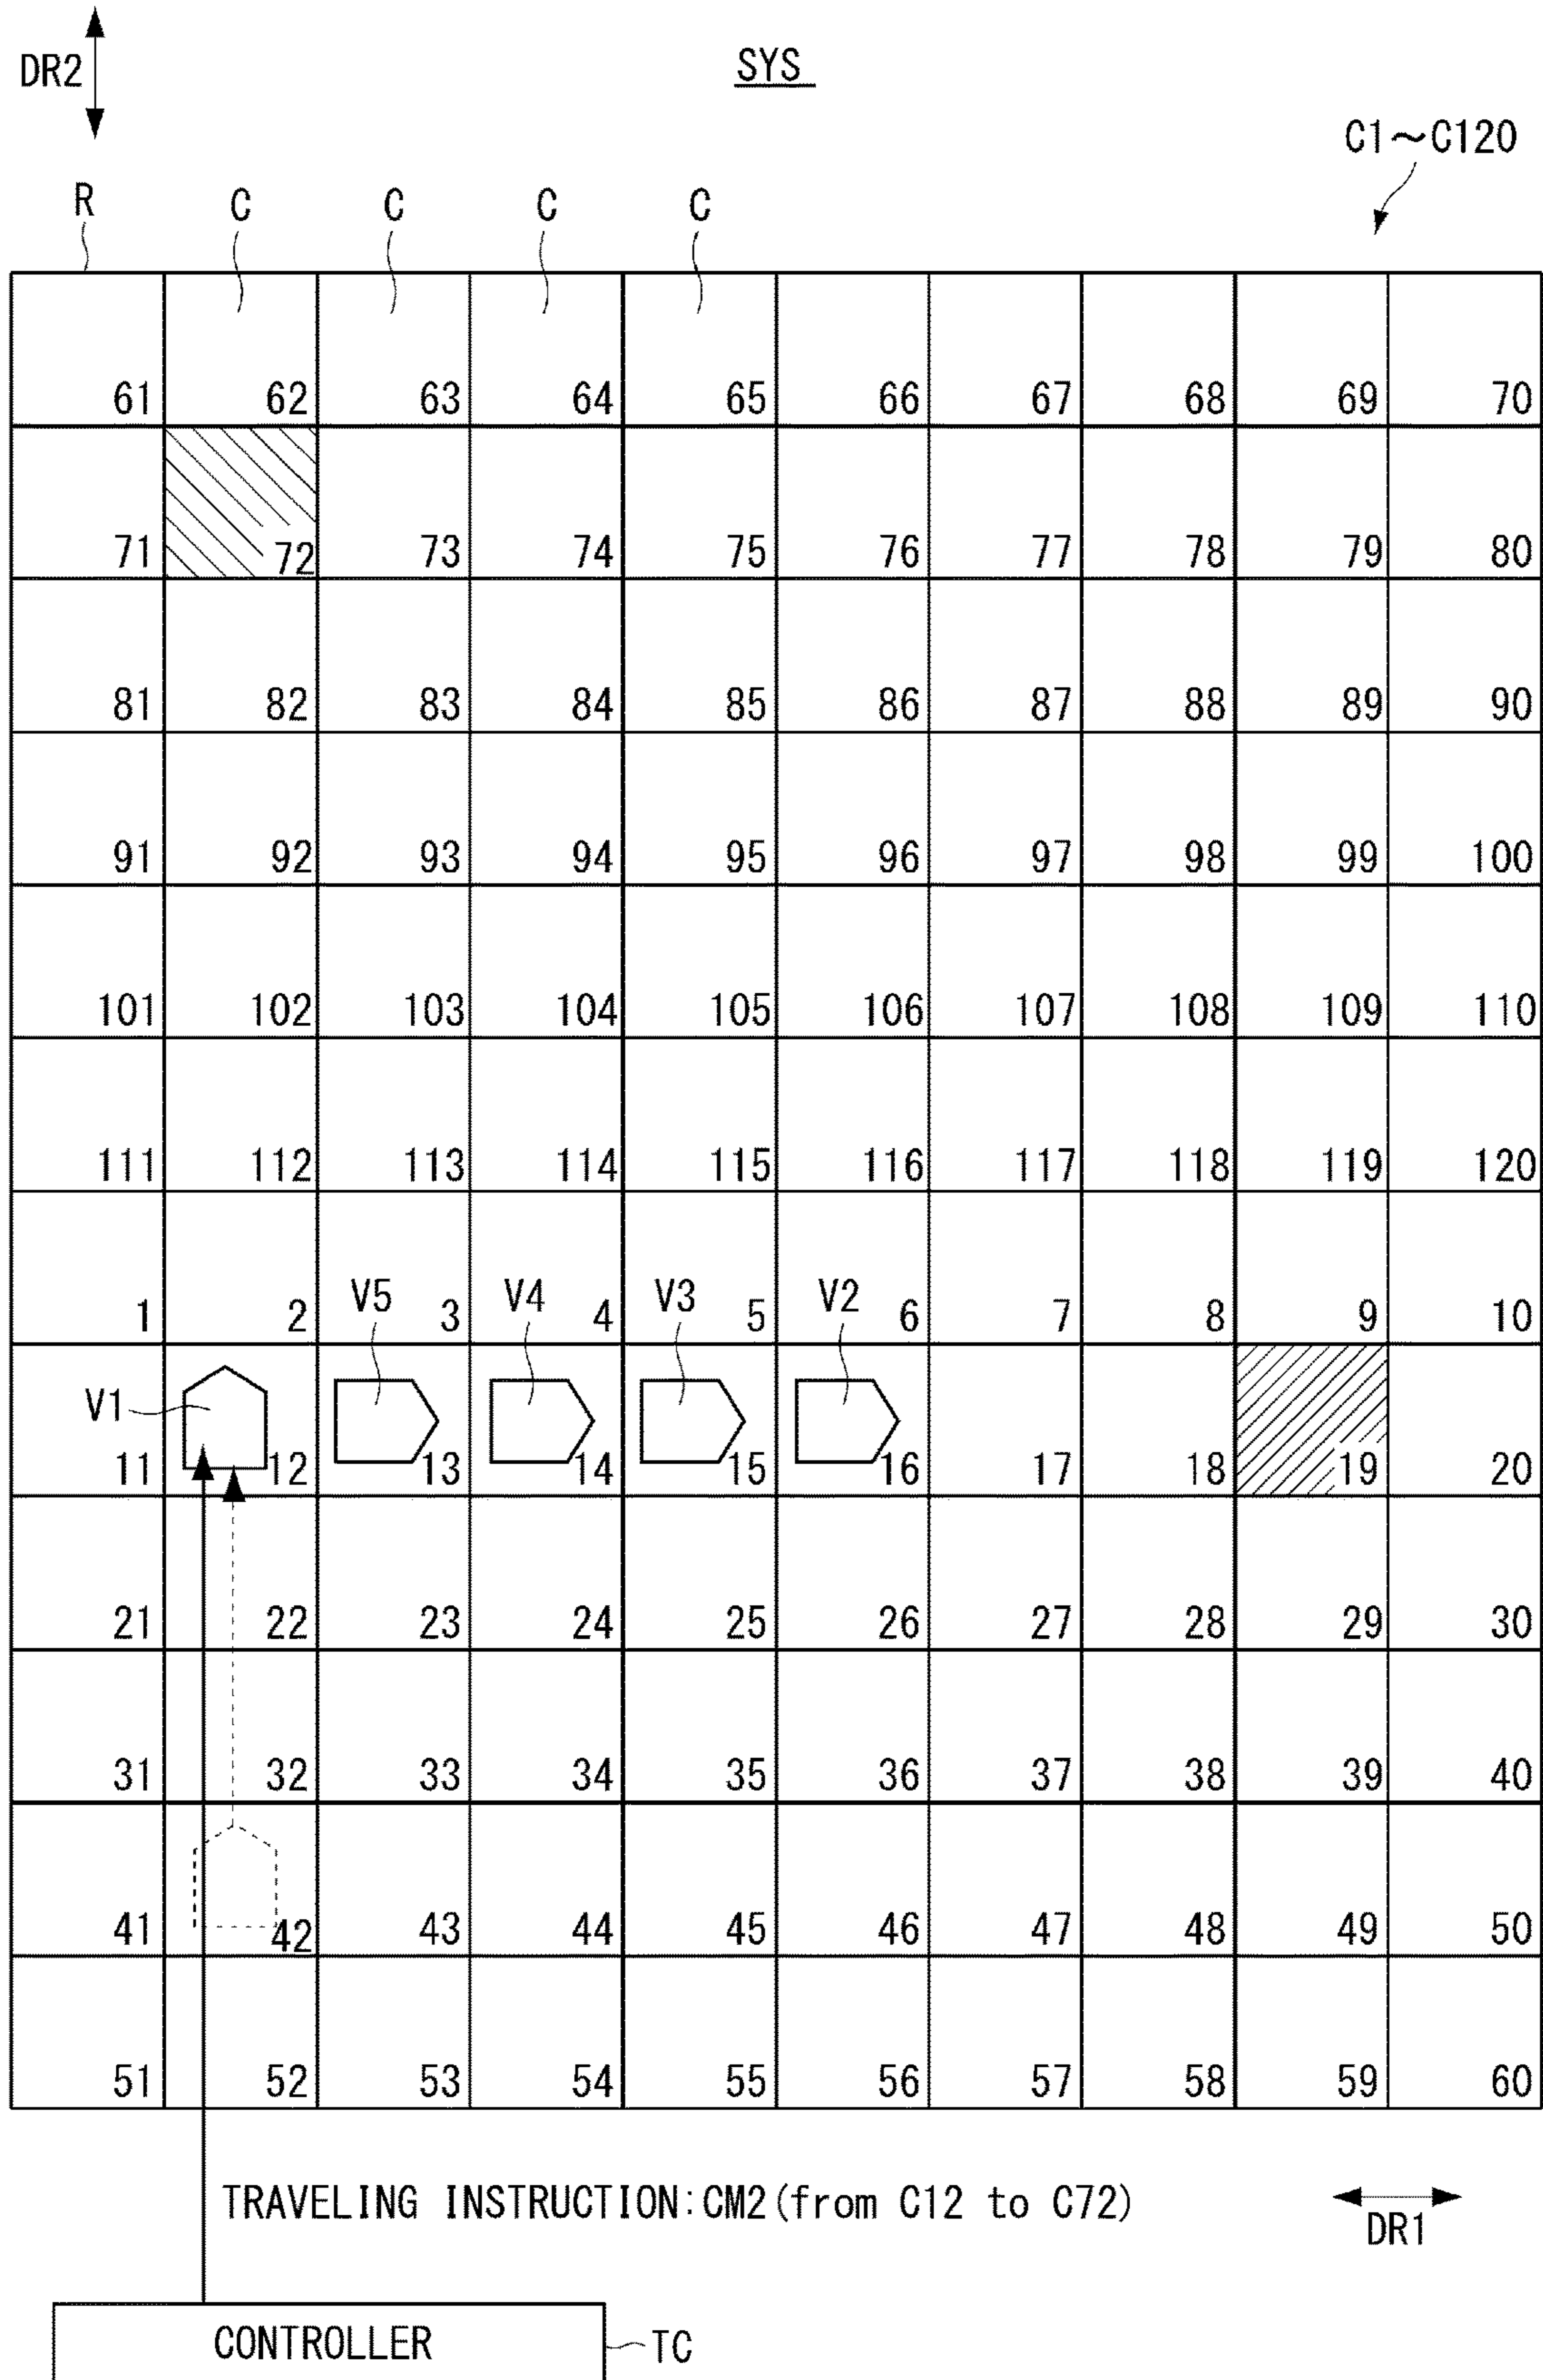 DR2
SYS
C1～C120
R C C C C
61 62 63 64 65 66 67 68 69 70
71 72 73 74 75 76 77 78 79 80
81 82 83 84 85 86 87 88 89 90
91 92 93 94 95 96 97 98 99 100
101 102 103 104 105 106 107 108 109 110
111 112 113 114 115 116 117 118 119 120
V5 V4 V3 V2
1 2 3 4 5 6 7 8 9 10
V1
11 12 13 14 15 16 17 18 19 20
21 22 23 24 25 26 27 28 29 30
31 32 33 34 35 36 37 38 39 40
41 42 43 44 45 46 47 48 49 50
51 52 53 54 55 56 57 58 59 60
TRAVELING INSTRUCTION:CM2(from C12 to C72)
DR1
CONTROLLER
TC